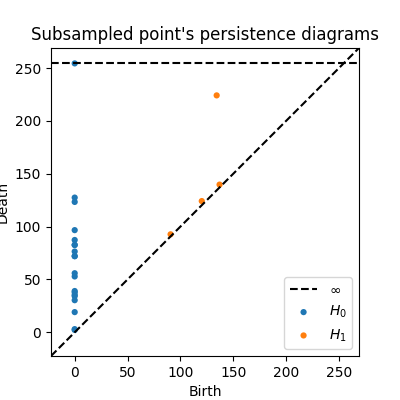 Subsampled point's persistence diagrams
250
200
150
100
50
0
Death
∞
H₀
H₁
0 50 100 150 200 250
Birth